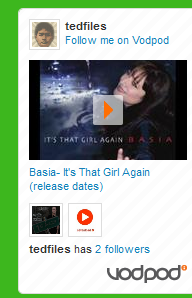 tedfiles
Follow me on Vodpod
IT'S THAT GIRL AGAIN BASIA
Basia- It's That Girl Again
(release dates)
tedfiles has 2 followers
vodpod